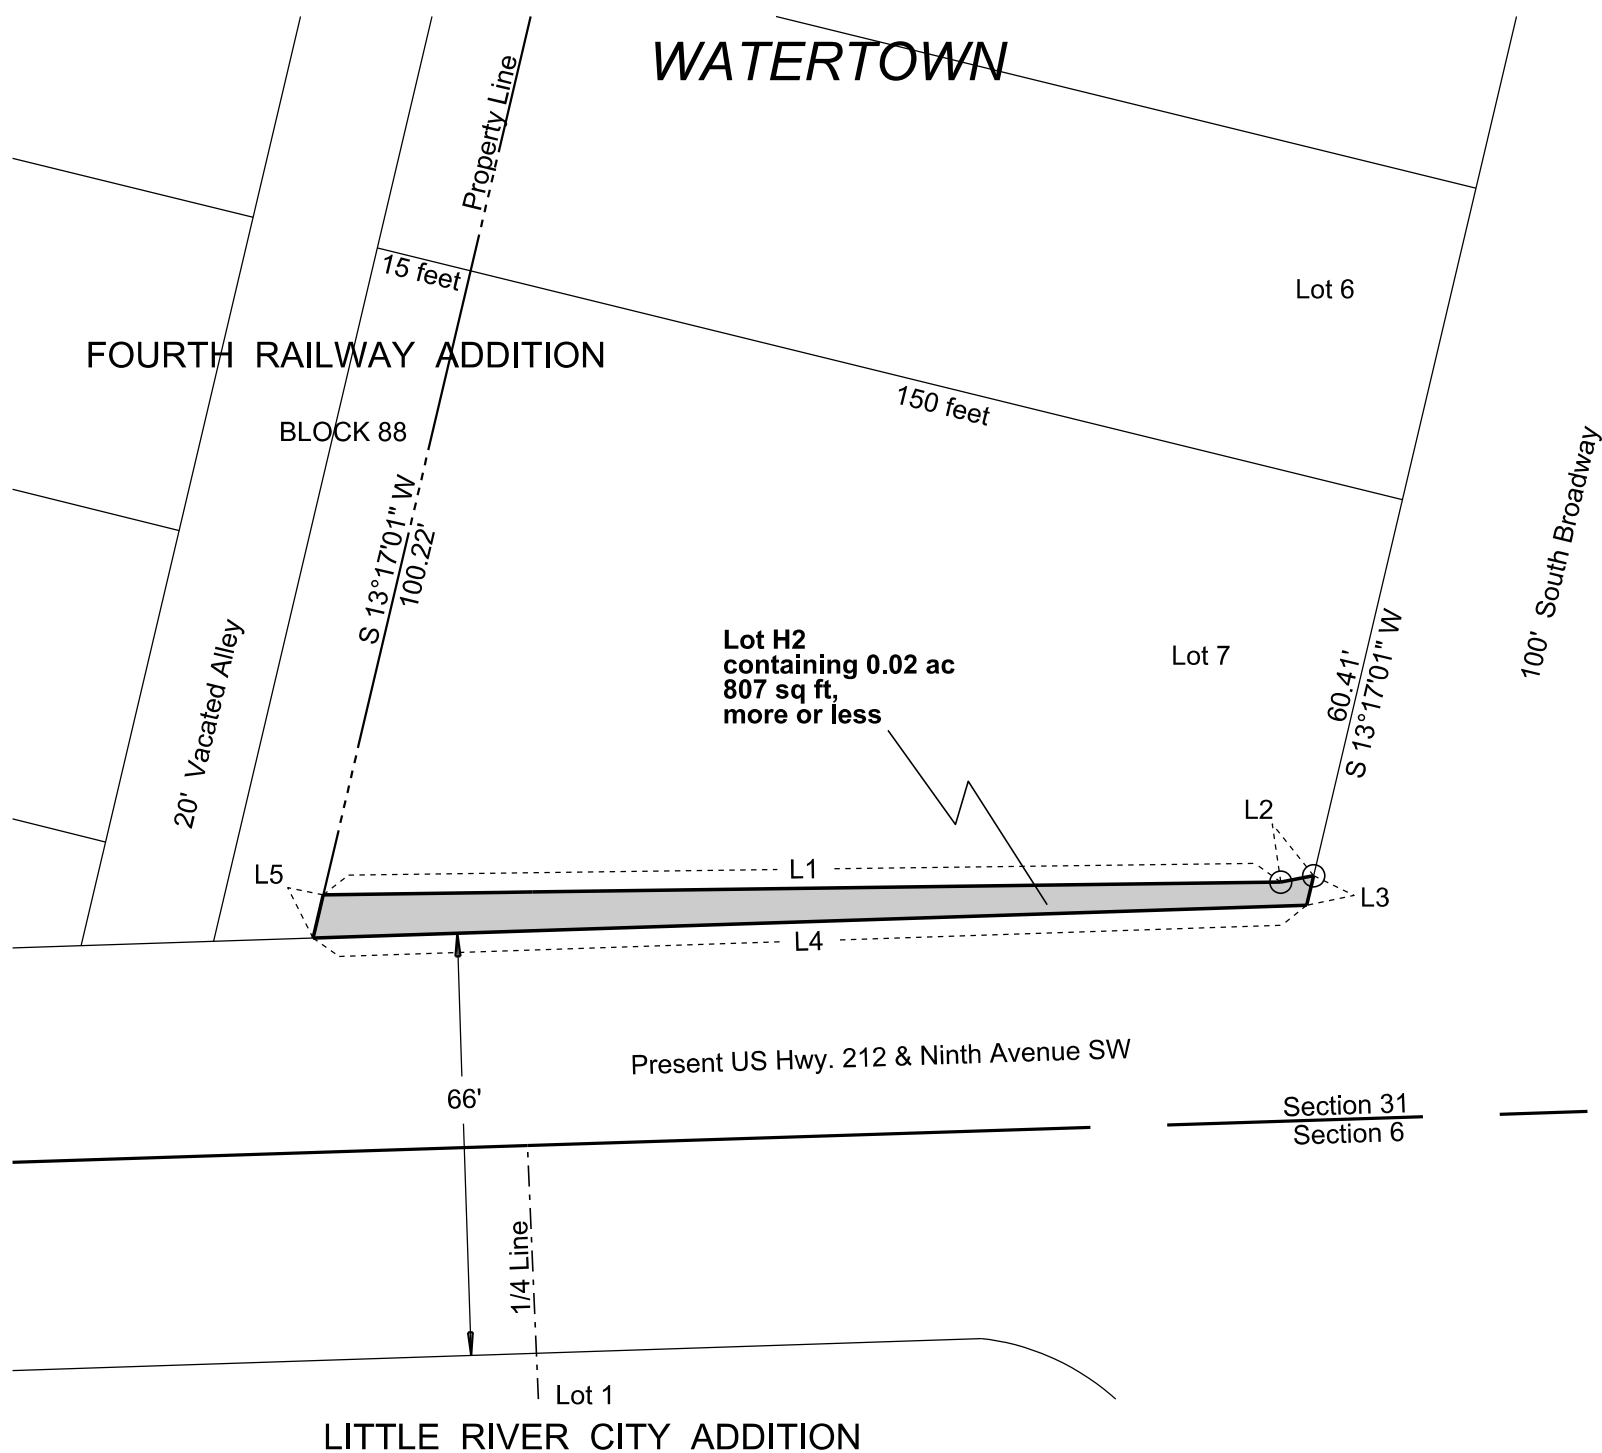 WATERTOWN
Property Line
15 feet
Lot 6
FOURTH RAILWAY ADDITION
150 feet
BLOCK 88
S 13°17'01" W
100.22'
100' South Broadway
Lot H2
containing 0.02 ac
807 sq ft,
more or less
Lot 7
60.41'
S 13°17'01" W
20' Vacated Alley
L2
L5
L1
L3
L4
Present US Hwy. 212 & Ninth Avenue SW
66'
Section 31
Section 6
1/4 Line
Lot 1
LITTLE RIVER CITY ADDITION